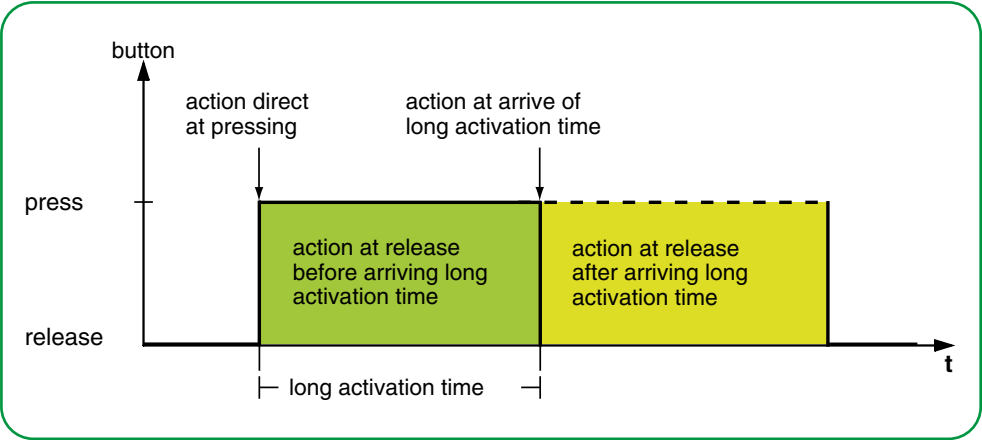 button
action direct
at pressing
action at arrive of
long activation time
press
action at release
before arriving long
activation time
action at release
after arriving long
activation time
release
t
long activation time